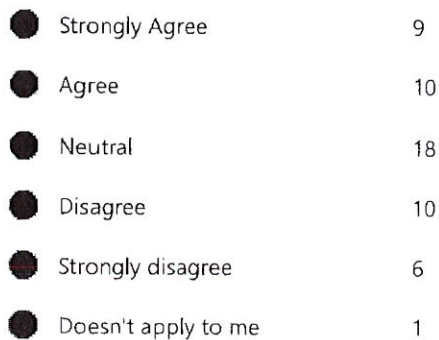 Strongly Agree 9
Agree 10
Neutral 18
Disagree 10
Strongly disagree 6
Doesn't apply to me 1